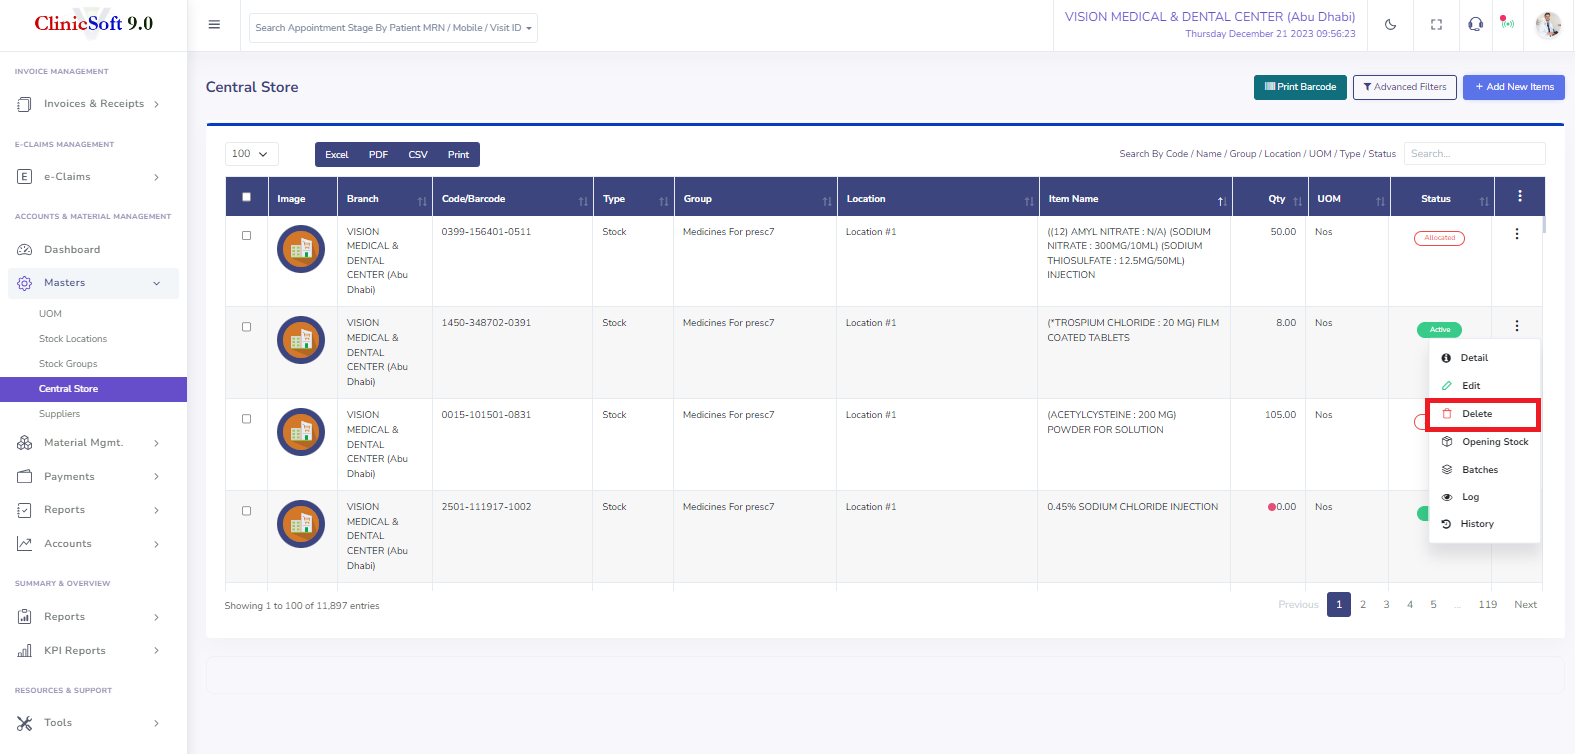 ClinicSoft 9.0
Search Appointment Stage By Patient MRN / Mobile / Visit ID
VISION MEDICAL & DENTAL CENTER (Abu Dhabi)
Thursday December 21 2023 09:56:23
INVOICE MANAGEMENT
Invoices & Receipts
E-CLAIMS MANAGEMENT
e-Claims
ACCOUNTS & MATERIAL MANAGEMENT
Dashboard
Masters
UOM
Stock Locations
Stock Groups
Central Store
Suppliers
Material Mgmt.
Payments
Reports
Accounts
SUMMARY & OVERVIEW
Reports
KPI Reports
RESOURCES & SUPPORT
Tools
Central Store
Print Barcode
Advanced Filters
+ Add New Items
100
Excel PDF CSV Print
Search By Code / Name / Group / Location / UOM / Type / Status
Search...
Image Branch Code/Barcode Type Group Location Item Name Qty UOM Status
VISION MEDICAL & DENTAL CENTER (Abu Dhabi) 0399-156401-0511 Stock Medicines For presc7 Location #1 ((12) AMYL NITRATE : N/A) (SODIUM NITRATE : 300MG/10ML) (SODIUM THIOSULFATE : 12.5MG/50ML) INJECTION 50.00 Nos Allocated
VISION MEDICAL & DENTAL CENTER (Abu Dhabi) 1450-348702-0391 Stock Medicines For presc7 Location #1 (*TROSPIUM CHLORIDE : 20 MG) FILM COATED TABLETS 8.00 Nos Active
VISION MEDICAL & DENTAL CENTER (Abu Dhabi) 0015-101501-0831 Stock Medicines For presc7 Location #1 (ACETYLCYSTEINE : 200 MG) POWDER FOR SOLUTION 105.00 Nos
VISION MEDICAL & DENTAL CENTER (Abu Dhabi) 2501-111917-1002 Stock Medicines For presc7 Location #1 0.45% SODIUM CHLORIDE INJECTION 0.00 Nos
Detail
Edit
Delete
Opening Stock
Batches
Log
History
Showing 1 to 100 of 11,897 entries
Previous 1 2 3 4 5 ... 119 Next